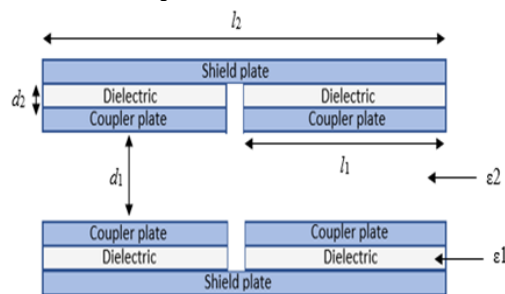 l₂
Shield plate
d₂ Dielectric Dielectric
Coupler plate Coupler plate
l₁
d₁ ε2
Coupler plate Coupler plate
Dielectric Dielectric ε1
Shield plate